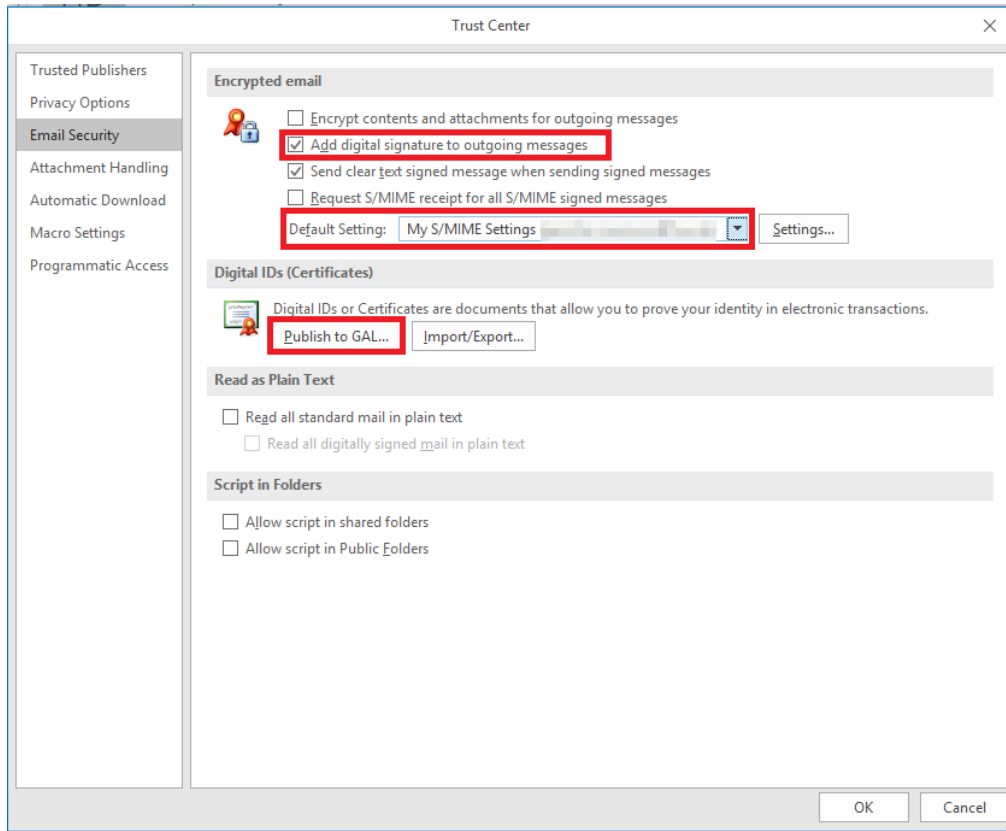 Trust Center
Trusted Publishers
Privacy Options
Email Security
Attachment Handling
Automatic Download
Macro Settings
Programmatic Access
Encrypted email
Encrypt contents and attachments for outgoing messages
Add digital signature to outgoing messages
Send clear text signed message when sending signed messages
Request S/MIME receipt for all S/MIME signed messages
Default Setting: My S/MIME Settings Settings...
Digital IDs (Certificates)
Digital IDs or Certificates are documents that allow you to prove your identity in electronic transactions.
Publish to GAL... Import/Export...
Read as Plain Text
Read all standard mail in plain text
Read all digitally signed mail in plain text
Script in Folders
Allow script in shared folders
Allow script in Public Folders
OK Cancel